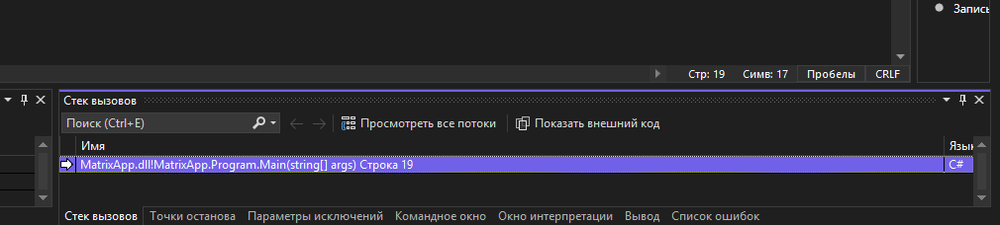 Запись
Стр: 19 Симв: 17 Пробелы CRLF
Стек вызовов
Поиск (Ctrl+E) Просмотреть все потоки Показать внешний код
Имя Язык
MatrixApp.dll!MatrixApp.Program.Main(string[] args) Строка 19 C#
Стек вызовов Точки останова Параметры исключений Командное окно Окно интерпретации Вывод Список ошибок